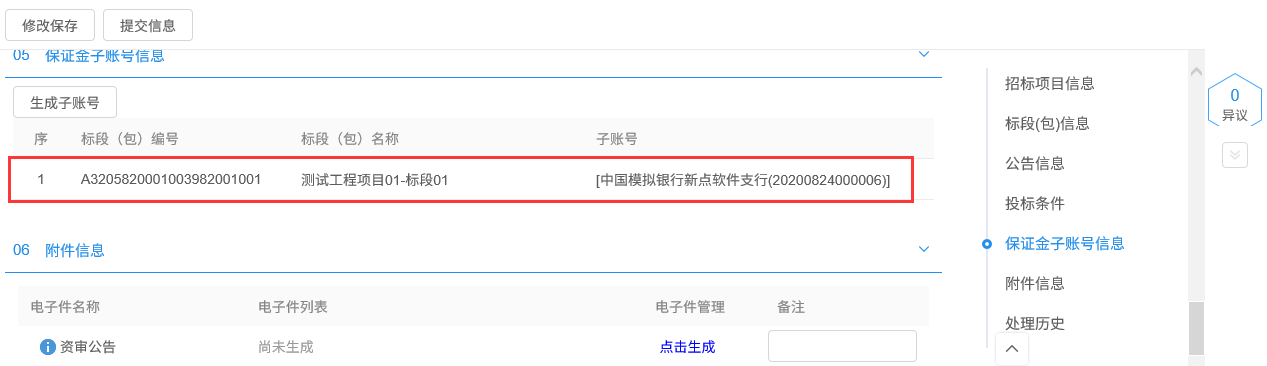 修改保存 提交信息
05 保证金子账号信息
生成子账号
序 标段（包）编号 标段（包）名称 子账号
1 A3205820001003982001001 测试工程项目01-标段01 [中国模拟银行新点软件支行(20200824000006)]
06 附件信息
电子件名称 电子件列表 电子件管理 备注
资审公告 尚未生成 点击生成
招标项目信息
标段(包)信息
公告信息
投标条件
保证金子账号信息
附件信息
处理历史
0
异议